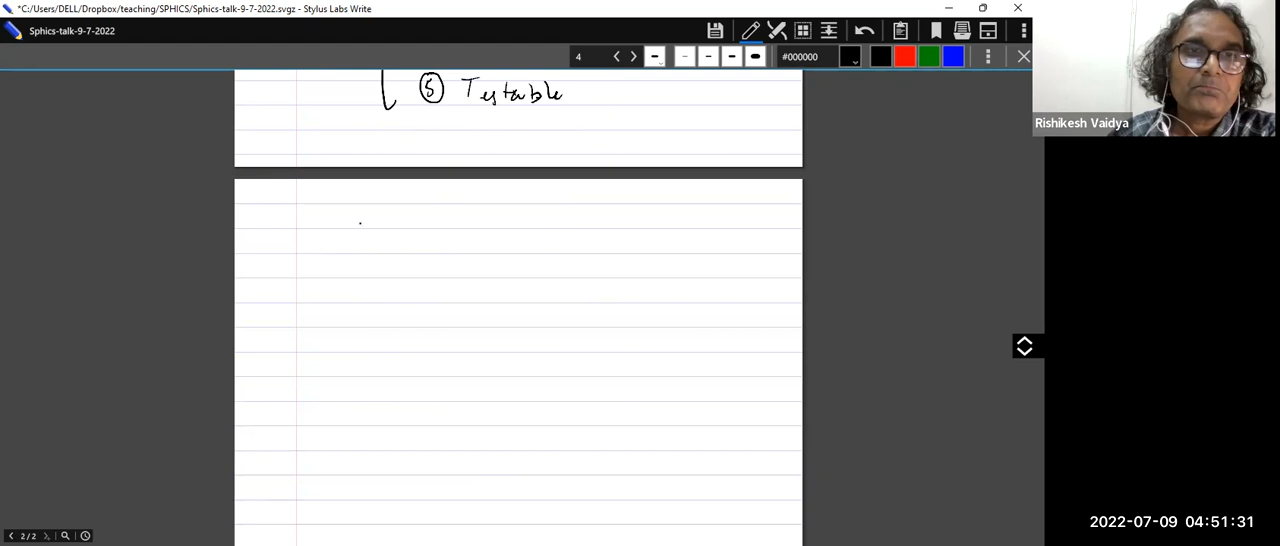 *C:/Users/DELL/Dropbox/teaching/SPHICS/Sphics-talk-9-7-2022.svgz - Stylus Labs Write
Sphics-talk-9-7-2022
4
#000000
Rishikesh Vaidya
⑤ Testable
2022-07-09 04:51:31
2/2